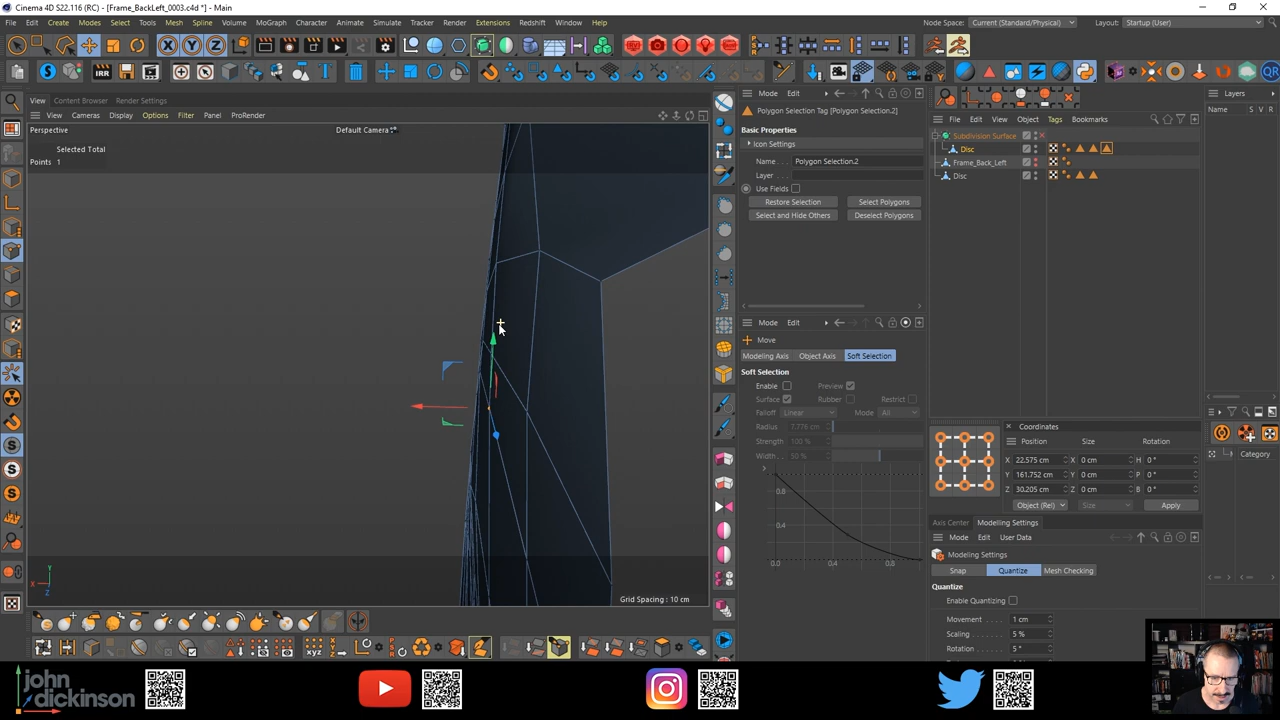 Cinema 4D S22.116 (RC) - [Frame_BackLeft_0003.c4d *] - Main
File Edit Create Modes Select Tools Mesh Spline Volume MoGraph Character Animate Simulate Tracker Render Extensions Redshift Window Help
Node Space: Current (Standard/Physical) Layout: Startup (User)
X Y Z
IRR
QR
View Content Browser Render Settings
View Cameras Display Options Filter Panel ProRender
Perspective
Default Camera
Selected Total
Points 1
Grid Spacing : 10 cm
Mode Edit
Polygon Selection Tag [Polygon Selection.2]
Basic Properties
Icon Settings
Name . . Polygon Selection.2
Layer
Use Fields
Restore Selection Select Polygons
Select and Hide Others Deselect Polygons
Mode Edit
Move
Modeling Axis Object Axis Soft Selection
Soft Selection
Enable Preview
Surface Rubber Restrict
Falloff Linear Mode All
Radius 7.776 cm
Strength 100 %
Width . . 50 %
0.8
0.4
0.0 0.4 0.8
File Edit View Object Tags Bookmarks
Subdivision Surface
Disc
Frame_Back_Left
Disc
Layers
Name S V R
Coordinates
Position Size Rotation
X 22.575 cm X 0 cm H 0 °
Y 161.752 cm Y 0 cm P 0 °
Z 30.205 cm Z 0 cm B 0 °
Object (Rel) Size Apply
Category
Axis Center Modeling Settings
Mode Edit User Data
Modeling Settings
Snap Quantize Mesh Checking
Quantize
Enable Quantizing
Movement 1 cm
Scaling 5 %
Rotation 5 °
john
dickinson